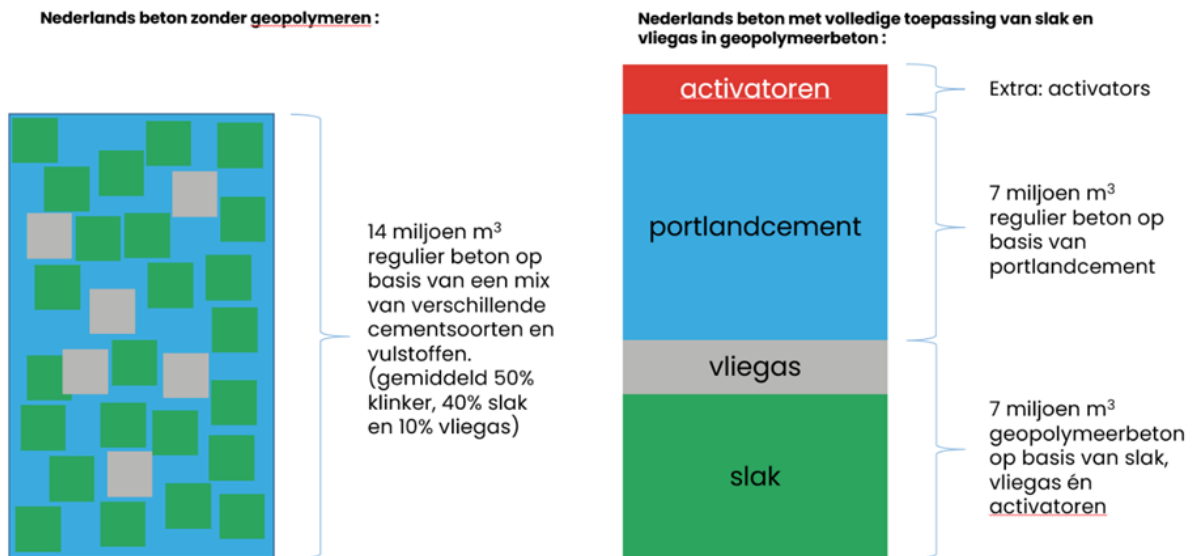 Nederlands beton zonder geopolymeren :
14 miljoen m³
regulier beton op
basis van een mix
van verschillende
cementsoorten en
vulstoffen.
(gemiddeld 50%
klinker, 40% slak
en 10% vliegas)
Nederlands beton met volledige toepassing van slak en
vliegas in geopolymeerbeton :
activatoren
Extra: activators
portlandcement
7 miljoen m³
regulier beton op
basis van
portlandcement
vliegas
slak
7 miljoen m³
geopolymeerbeton
op basis van slak,
vliegas én
activatoren